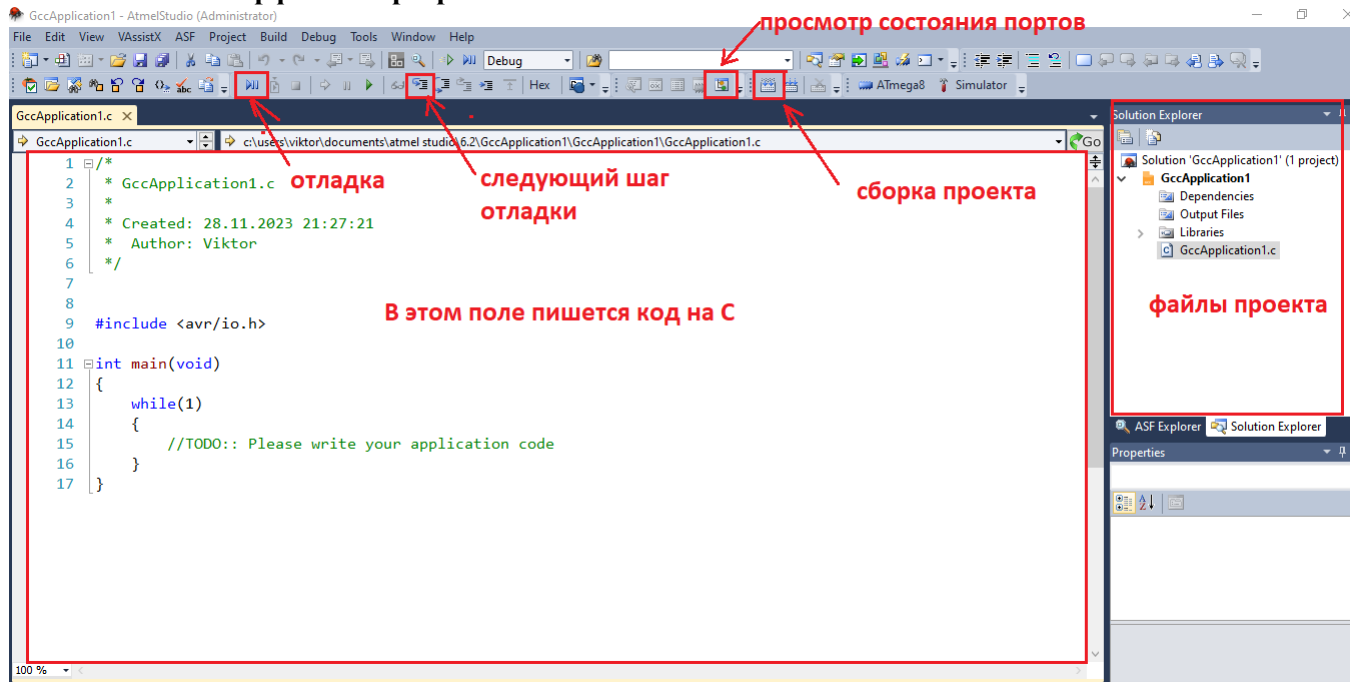 GccApplication1 - AtmelStudio (Administrator)
просмотр состояния портов
File Edit View VAssistX ASF Project Build Debug Tools Window Help
Debug
Hex
ATmega8 Simulator
GccApplication1.c
Solution Explorer
GccApplication1.c
c:\users\viktor\documents\atmel studio\6.2\GccApplication1\GccApplication1\GccApplication1.c
Go
Solution 'GccApplication1' (1 project)
GccApplication1
Dependencies
Output Files
Libraries
GccApplication1.c
файлы проекта
отладка
следующий шаг
отладки
сборка проекта
1 /*
2 * GccApplication1.c
3 *
4 * Created: 28.11.2023 21:27:21
5 * Author: Viktor
6 */
7
8
В этом поле пишется код на С
9 #include <avr/io.h>
10
11 int main(void)
12 {
13 while(1)
14 {
15 //TODO:: Please write your application code
16 }
17 }
ASF Explorer Solution Explorer
Properties
100 %